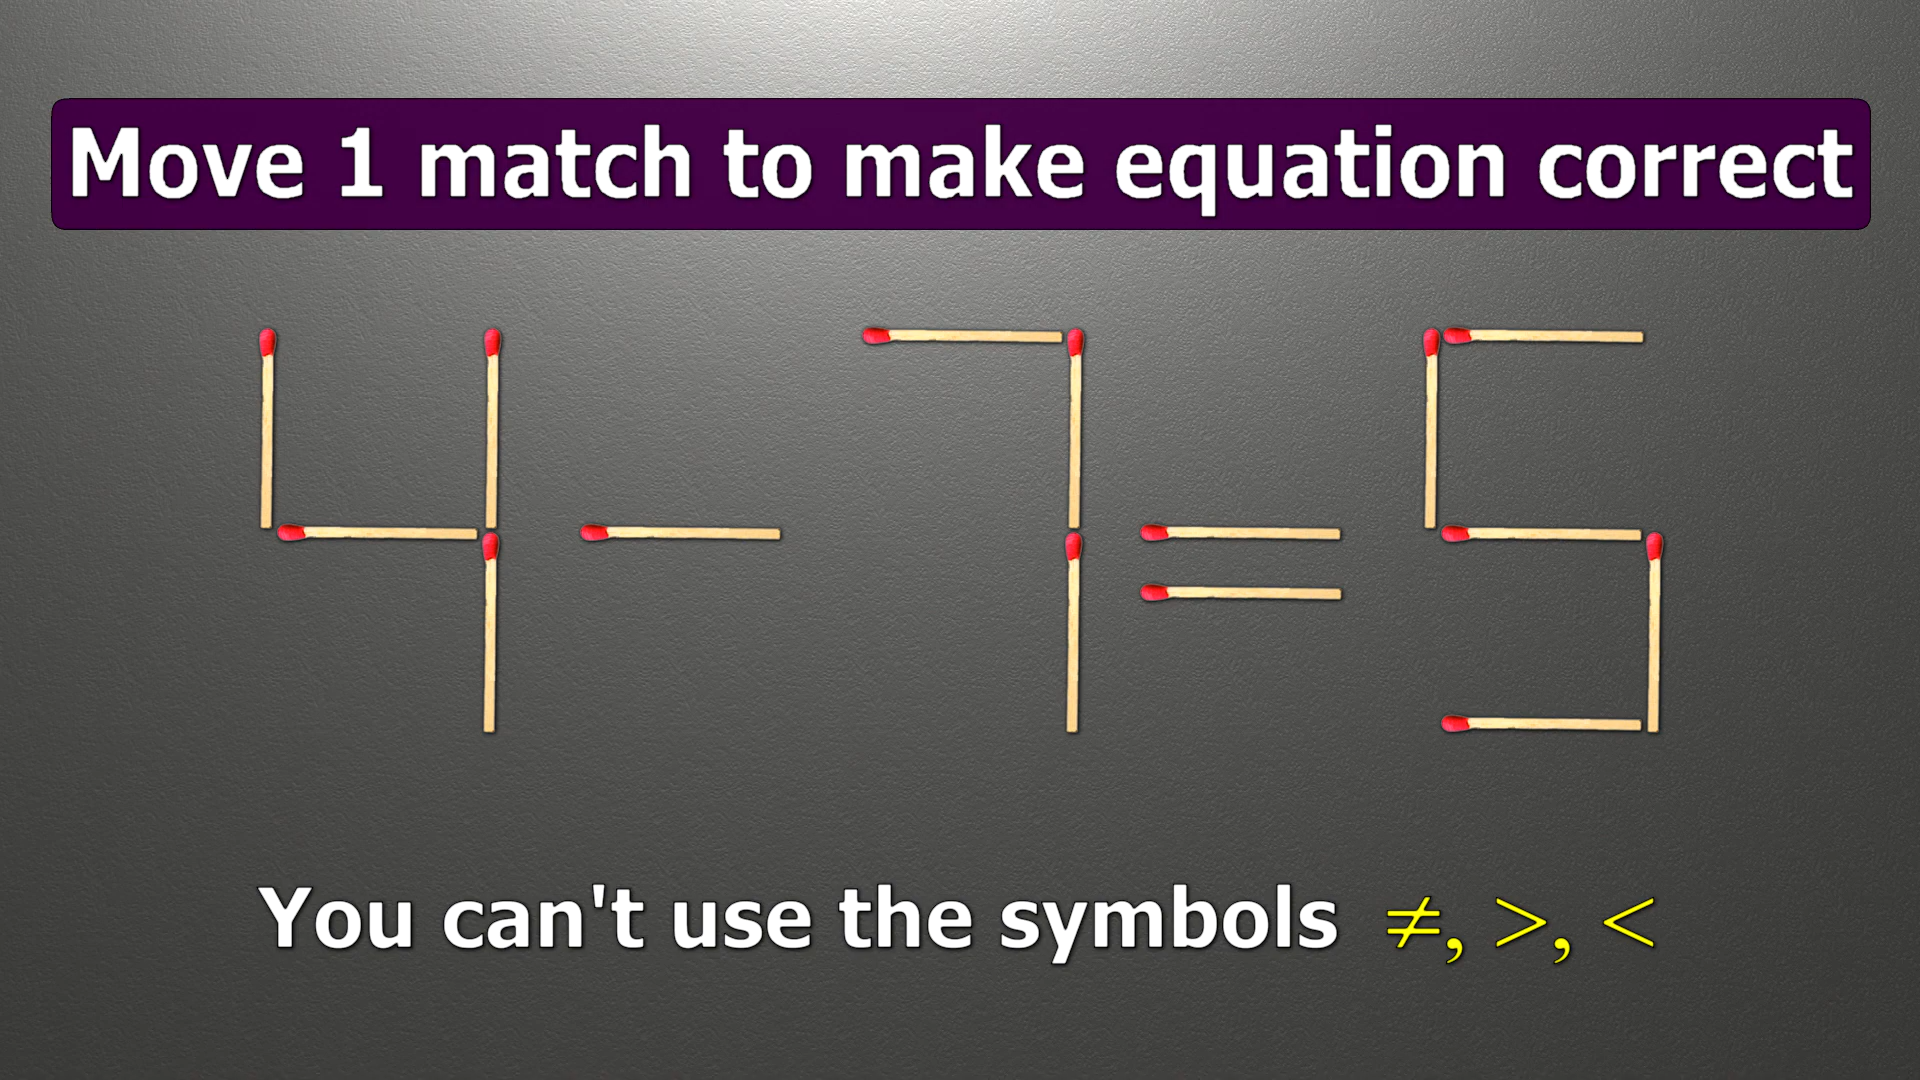 Move 1 match to make equation correct
4-7=5
You can't use the symbols ≠, >, <